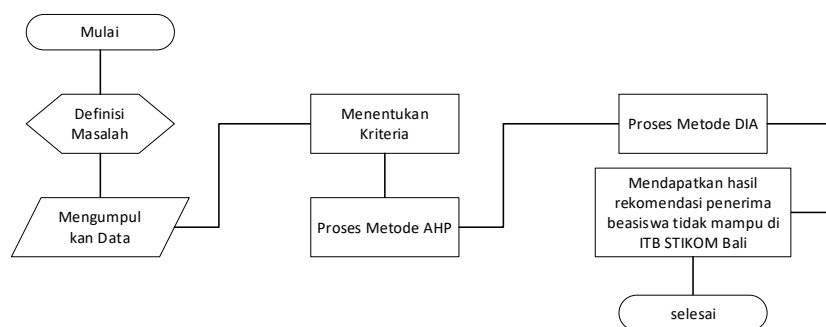 Mulai
Definisi
Masalah
Mengumpul
kan Data
Menentukan
Kriteria
Proses Metode AHP
Proses Metode DIA
Mendapatkan hasil
rekomendasi penerima
beasiswa tidak mampu di
ITB STIKOM Bali
selesai